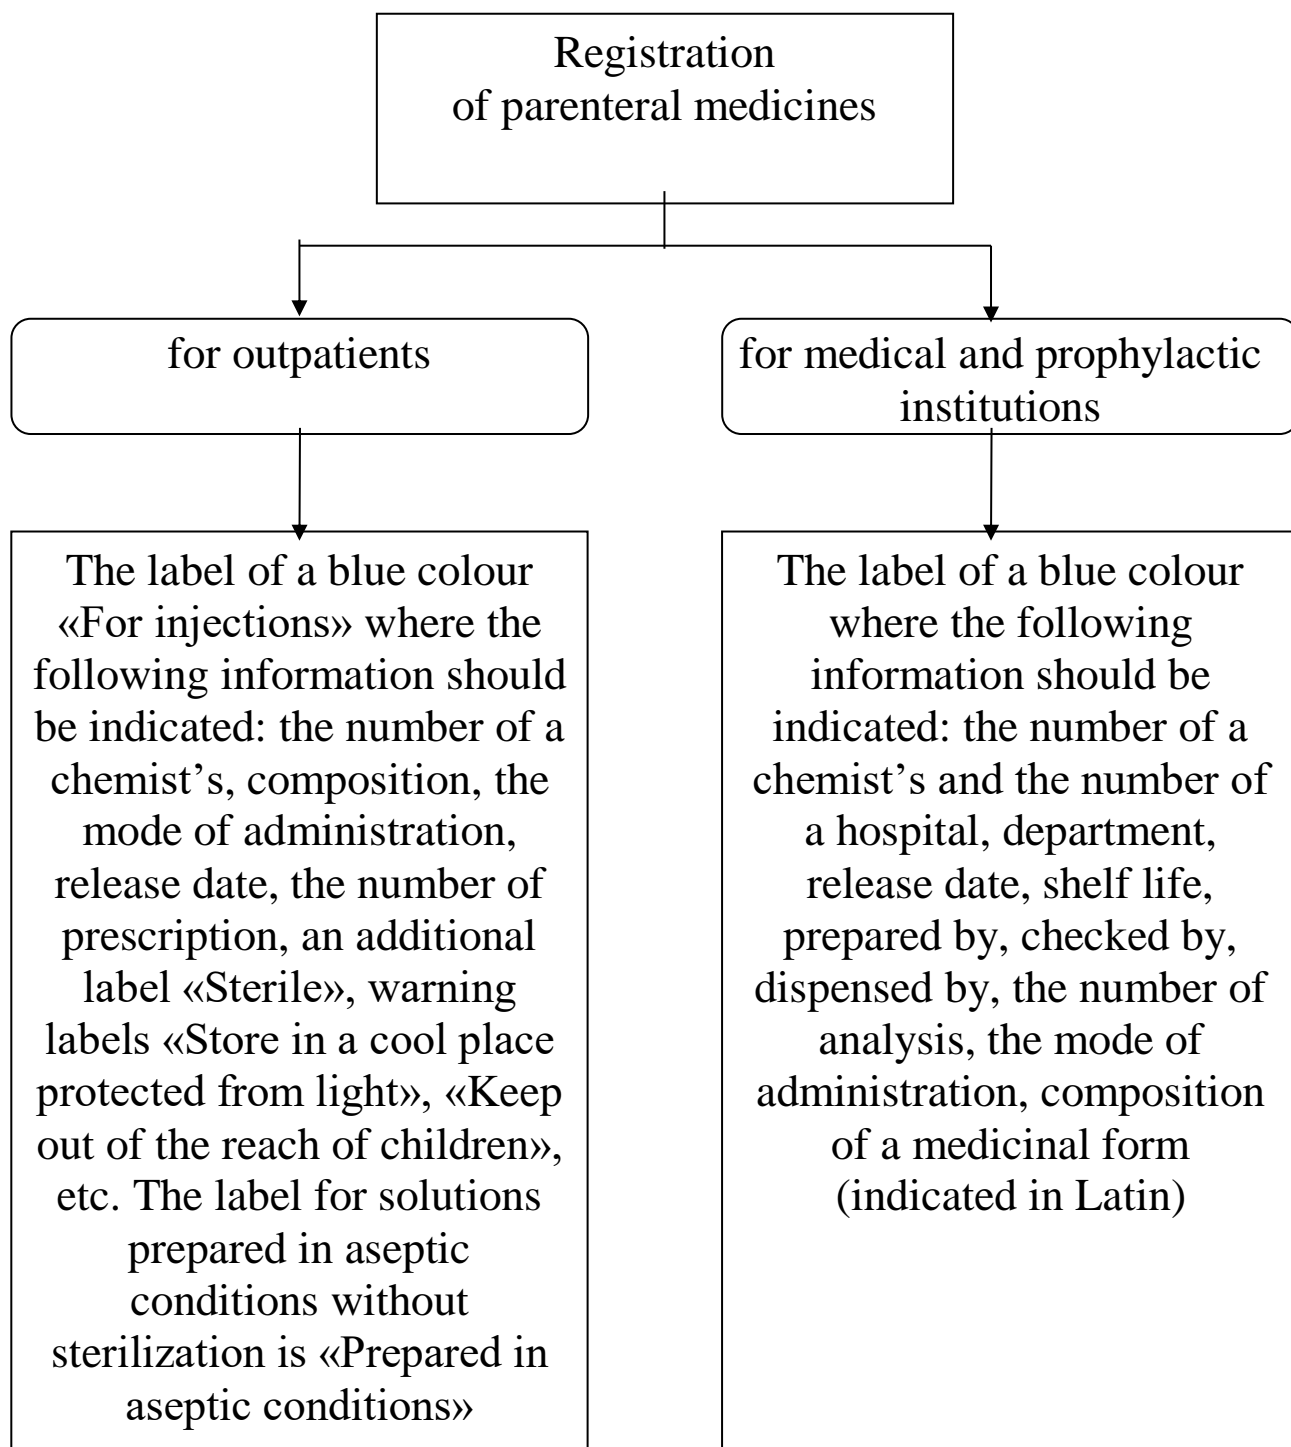 Registration
of parenteral medicines
for outpatients
for medical and prophylactic
institutions
The label of a blue colour
«For injections» where the
following information should
be indicated: the number of a
chemist’s, composition, the
mode of administration,
release date, the number of
prescription, an additional
label «Sterile», warning
labels «Store in a cool place
protected from light», «Keep
out of the reach of children»,
etc. The label for solutions
prepared in aseptic
conditions without
sterilization is «Prepared in
aseptic conditions»
The label of a blue colour
where the following
information should be
indicated: the number of a
chemist’s and the number of
a hospital, department,
release date, shelf life,
prepared by, checked by,
dispensed by, the number of
analysis, the mode of
administration, composition
of a medicinal form
(indicated in Latin)